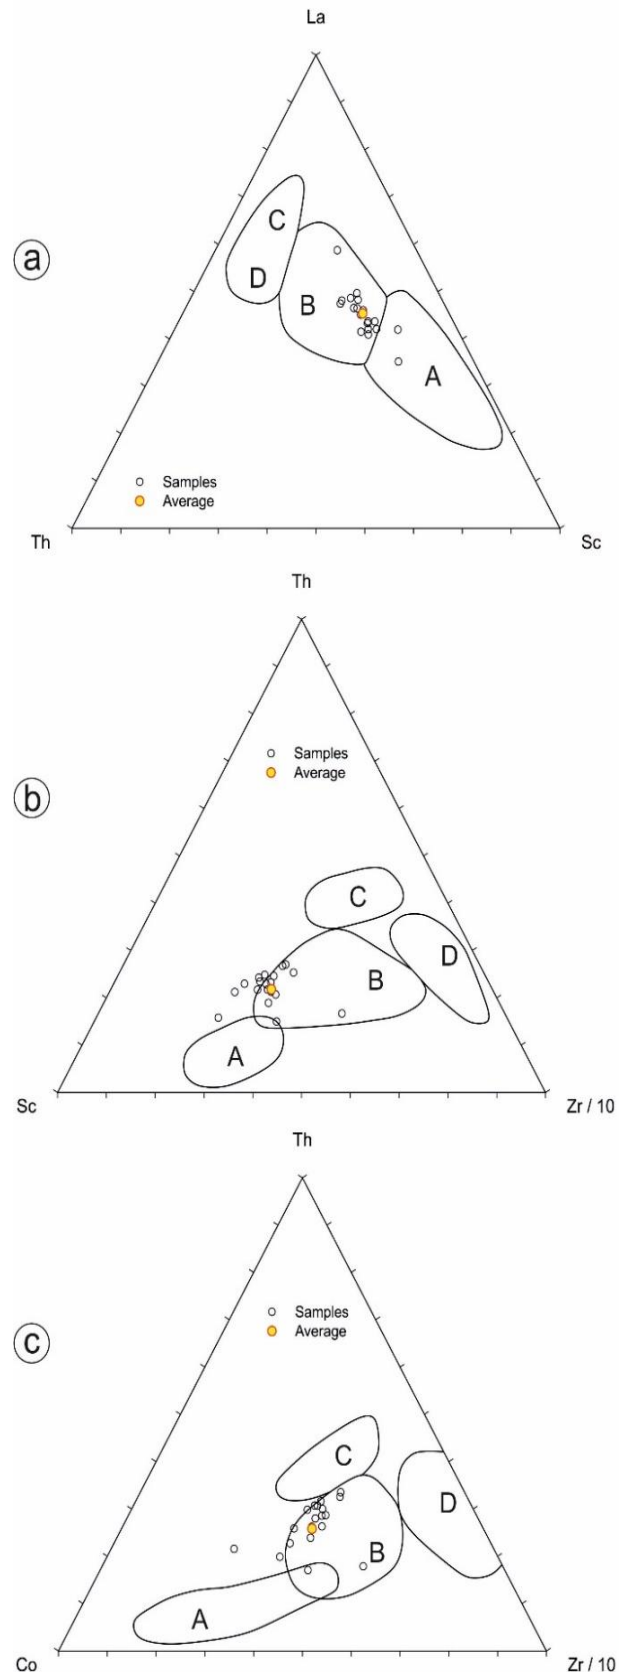 La
C
a
D
B
A
Samples
Average
Th
Sc
Th
Samples
b
Average
C
D
B
A
Sc
Zr / 10
Th
Samples
c
Average
C
D
B
A
Co
Zr / 10